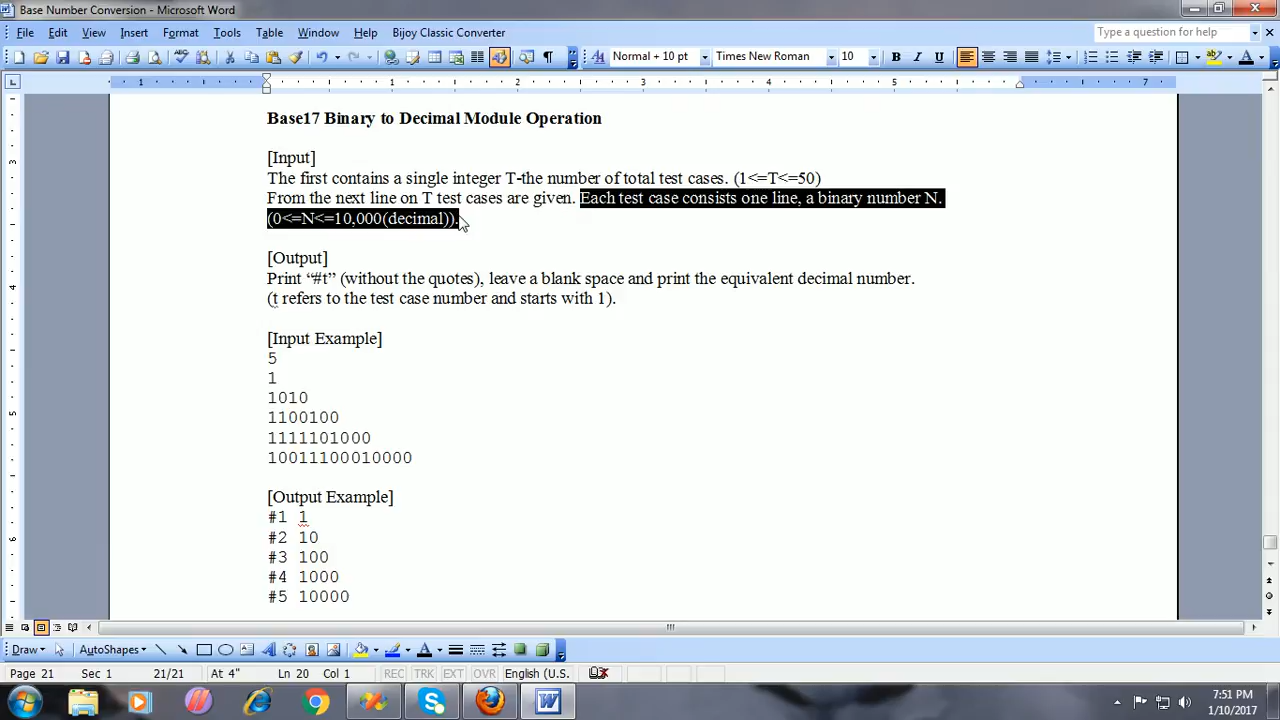 Base Number Conversion - Microsoft Word
File Edit View Insert Format Tools Table Window Help Bijoy Classic Converter
Type a question for help
Normal + 10 pt Times New Roman 10 B I U
1 1 2 3 4 5 7
Base17 Binary to Decimal Module Operation
[Input]
The first contains a single integer T-the number of total test cases. (1<=T<=50)
From the next line on T test cases are given. Each test case consists one line, a binary number N.
(0<=N<=10,000(decimal)).
[Output]
Print “#t” (without the quotes), leave a blank space and print the equivalent decimal number.
(t refers to the test case number and starts with 1).
[Input Example]
5
1
1010
1100100
1111101000
10011100010000
[Output Example]
#1 1
#2 10
#3 100
#4 1000
#5 10000
Draw AutoShapes
Page 21 Sec 1 21/21 At 4" Ln 20 Col 1 REC TRK EXT OVR English (U.S.
7:51 PM
1/10/2017